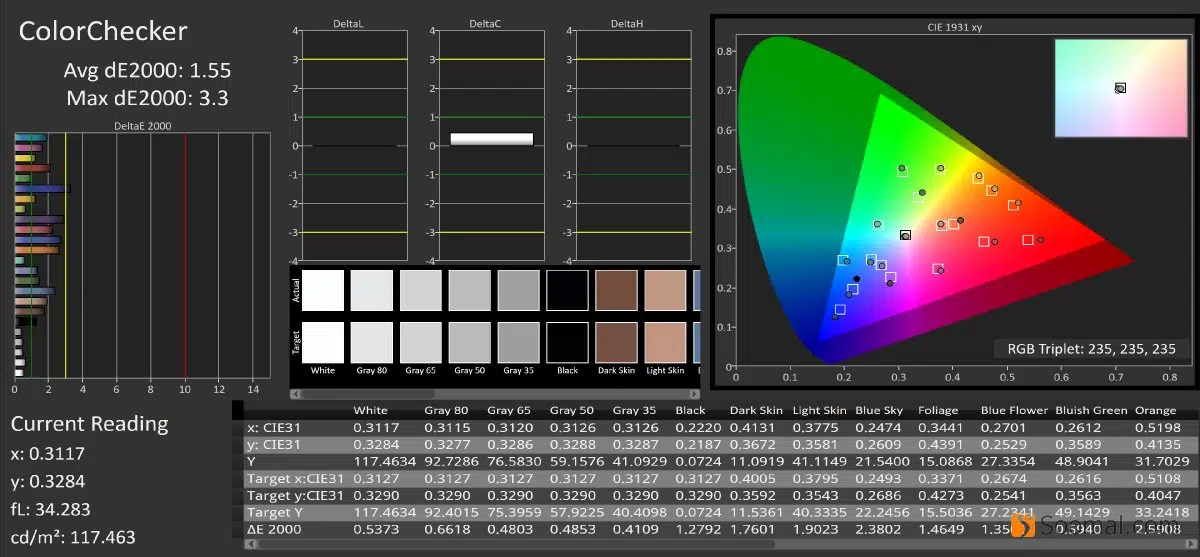 ColorChecker
Avg dE2000: 1.55
Max dE2000: 3.3
DeltaE 2000
0 2 4 6 8 10 12 14
DeltaL
4
3
2
1
0
-1
-2
-3
-4
DeltaC
4
3
2
1
0
-1
-2
-3
-4
DeltaH
4
3
2
1
0
-1
-2
-3
-4
Actual
Target
White Gray 80 Gray 65 Gray 50 Gray 35 Black Dark Skin Light Skin
CIE 1931 xy
0.8
0.7
0.6
0.5
0.4
0.3
0.2
0.1
0
0 0.1 0.2 0.3 0.4 0.5 0.6 0.7 0.8
RGB Triplet: 235, 235, 235
Current Reading
x: 0.3117
y: 0.3284
fL: 34.283
cd/m²: 117.463
White Gray 80 Gray 65 Gray 50 Gray 35 Black Dark Skin Light Skin Blue Sky Foliage Blue Flower Bluish Green Orange
x: CIE31 0.3117 0.3115 0.3120 0.3126 0.3126 0.2220 0.4131 0.3775 0.2474 0.3441 0.2701 0.2612 0.5198
y: CIE31 0.3284 0.3277 0.3286 0.3288 0.3287 0.2187 0.3672 0.3581 0.2609 0.4391 0.2529 0.3589 0.4135
Y 117.4634 92.7286 76.5830 59.1576 41.0929 0.0724 11.0919 41.1149 21.5400 15.0868 27.3354 48.9041 31.7029
Target x:CIE31 0.3127 0.3127 0.3127 0.3127 0.3127 0.3127 0.4005 0.3795 0.2493 0.3371 0.2674 0.2616 0.5108
Target y:CIE31 0.3290 0.3290 0.3290 0.3290 0.3290 0.3290 0.3592 0.3543 0.2686 0.4273 0.2541 0.3563 0.4047
Target Y 117.4634 92.4015 75.3959 57.9225 40.4098 0.0724 11.5361 40.3335 22.2456 15.5036 27.2341 49.1429 33.2418
ΔE 2000 0.5373 0.6618 0.4803 0.4853 0.4109 1.2792 1.7601 1.9023 2.3802 1.4649
Soomal.com